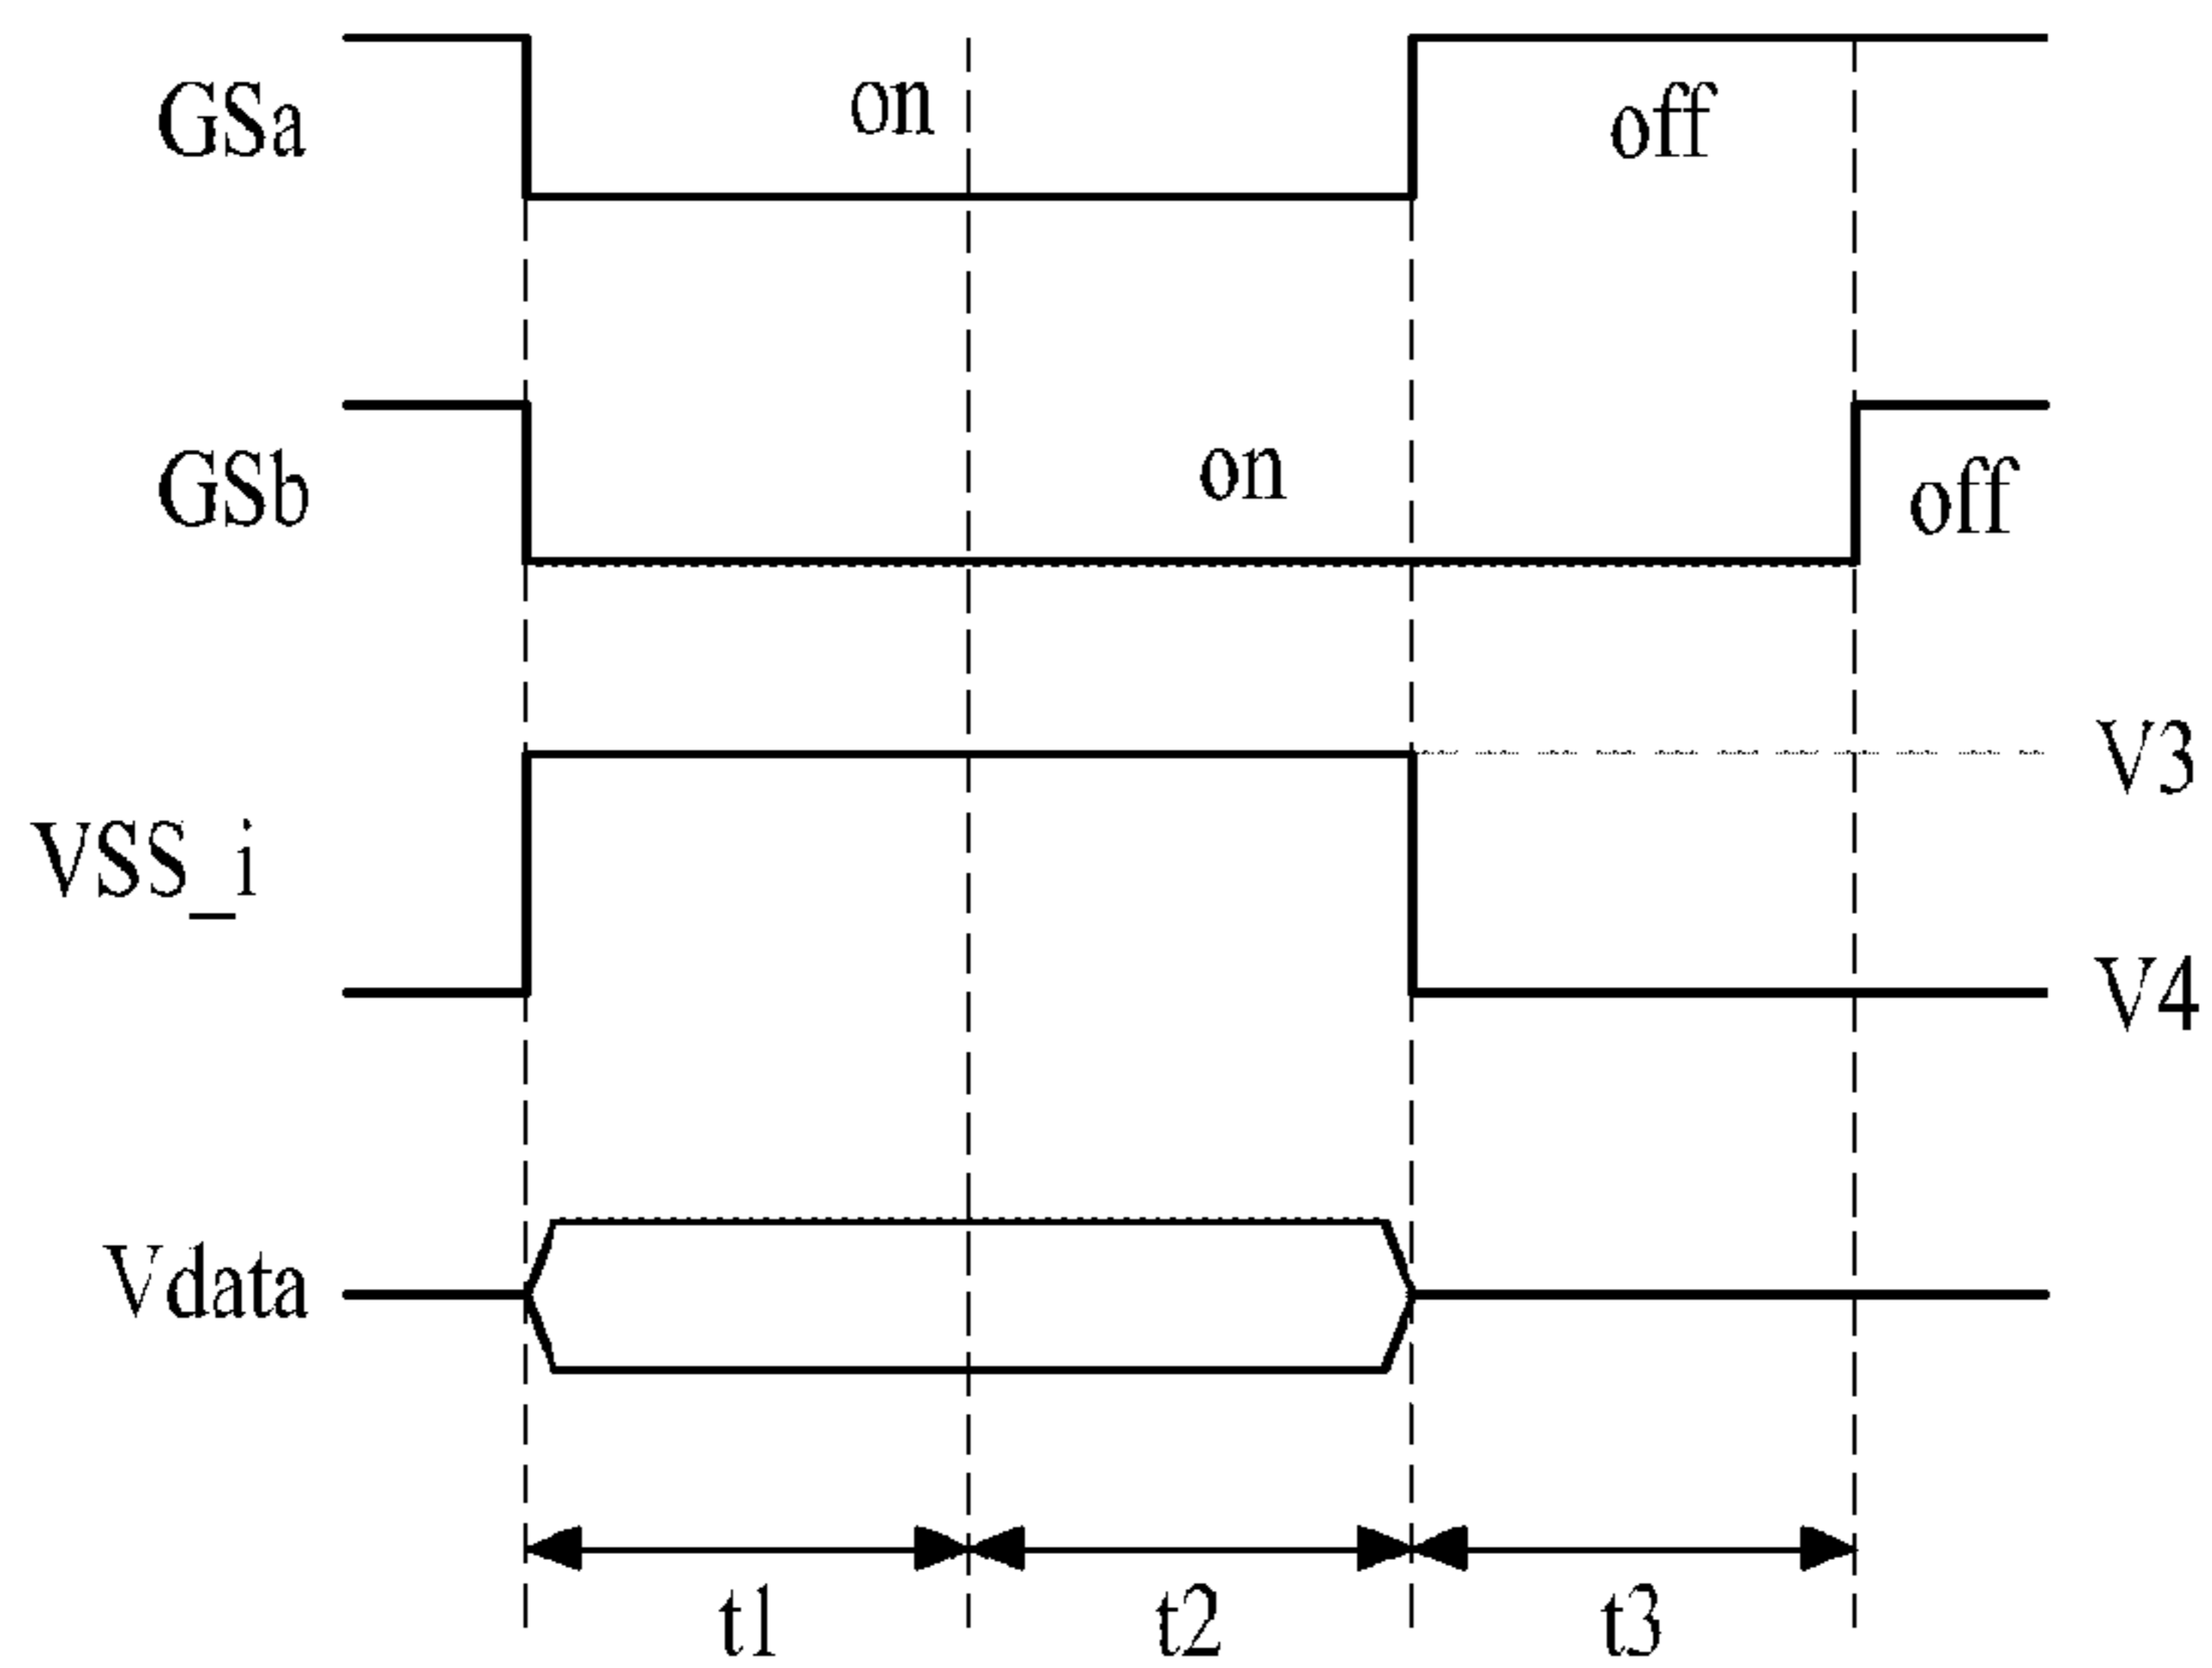 GSa
on
off
GSb
on
off
VSS_i
V3
V4
Vdata
t1
t2
t3